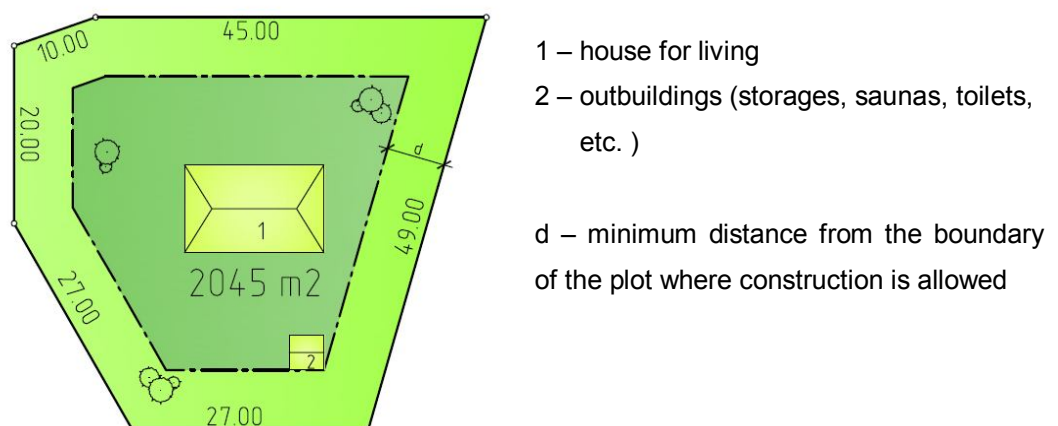 45.00
10.00
20.00
d
49.00
1
2045 m2
27.00
2
27.00
1 – house for living
2 – outbuildings (storages, saunas, toilets,
etc. )
d – minimum distance from the boundary
of the plot where construction is allowed